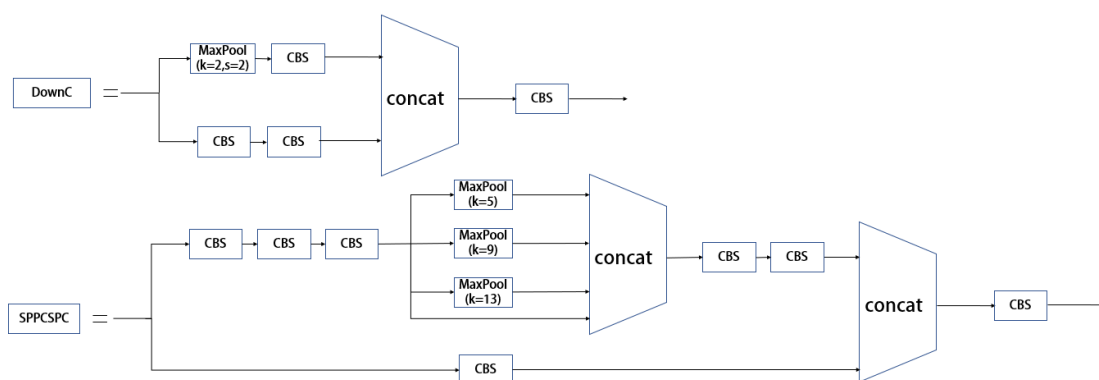 MaxPool
(k=2,s=2)
CBS
DownC
concat
CBS
CBS
CBS
MaxPool
(k=5)
CBS
CBS
CBS
MaxPool
(k=9)
concat
CBS
CBS
MaxPool
(k=13)
SPPCSPC
concat
CBS
CBS